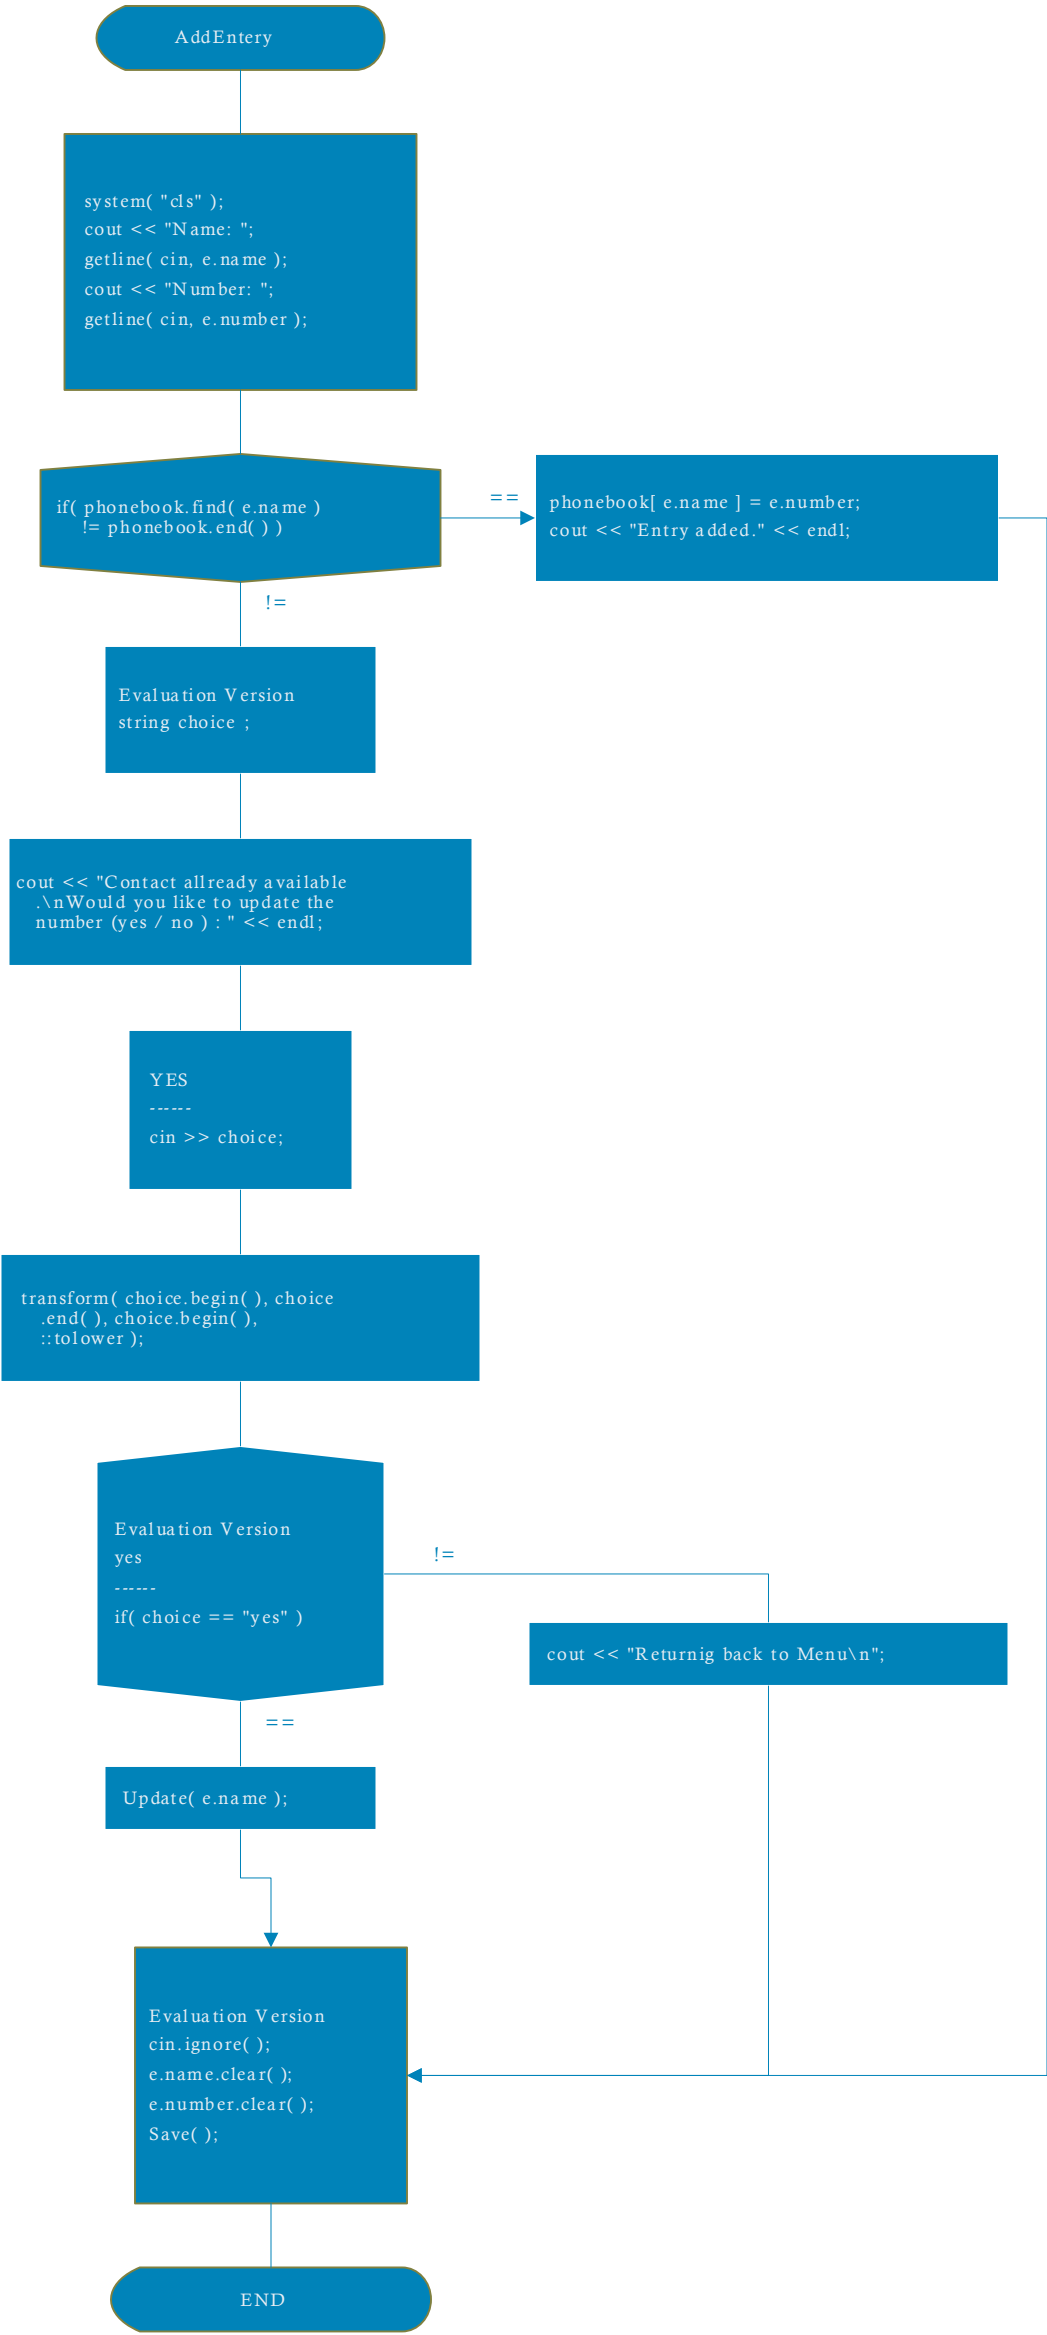 AddEntery
system( "cls" );
cout << "Name: ";
getline( cin, e.name );
cout << "Number: ";
getline( cin, e.number );
if( phonebook.find( e.name )
!= phonebook.end( ) )
==
phonebook[ e.name ] = e.number;
cout << "Entry added." << endl;
!=
Evaluation Version
string choice ;
cout << "Contact allready available
.\nWould you like to update the
number (yes / no ) : " << endl;
YES
------
cin >> choice;
transform( choice.begin( ), choice
.end( ), choice.begin( ),
::tolower );
Evaluation Version
yes
------
if( choice == "yes" )
!=
cout << "Returnig back to Menu\n";
==
Update( e.name );
Evaluation Version
cin.ignore( );
e.name.clear( );
e.number.clear( );
Save( );
END